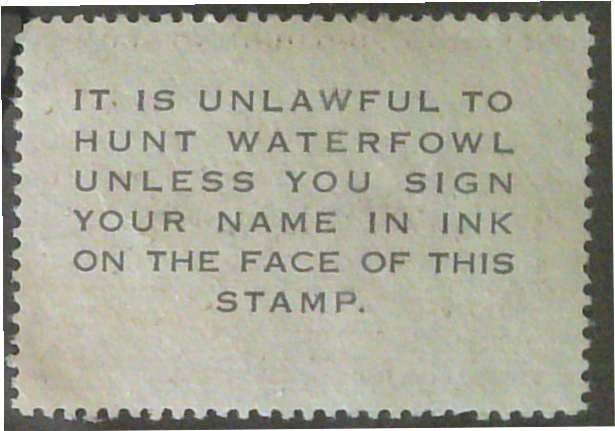 IT IS UNLAWFUL TO
HUNT WATERFOWL
UNLESS YOU SIGN
YOUR NAME IN INK
ON THE FACE OF THIS
STAMP.